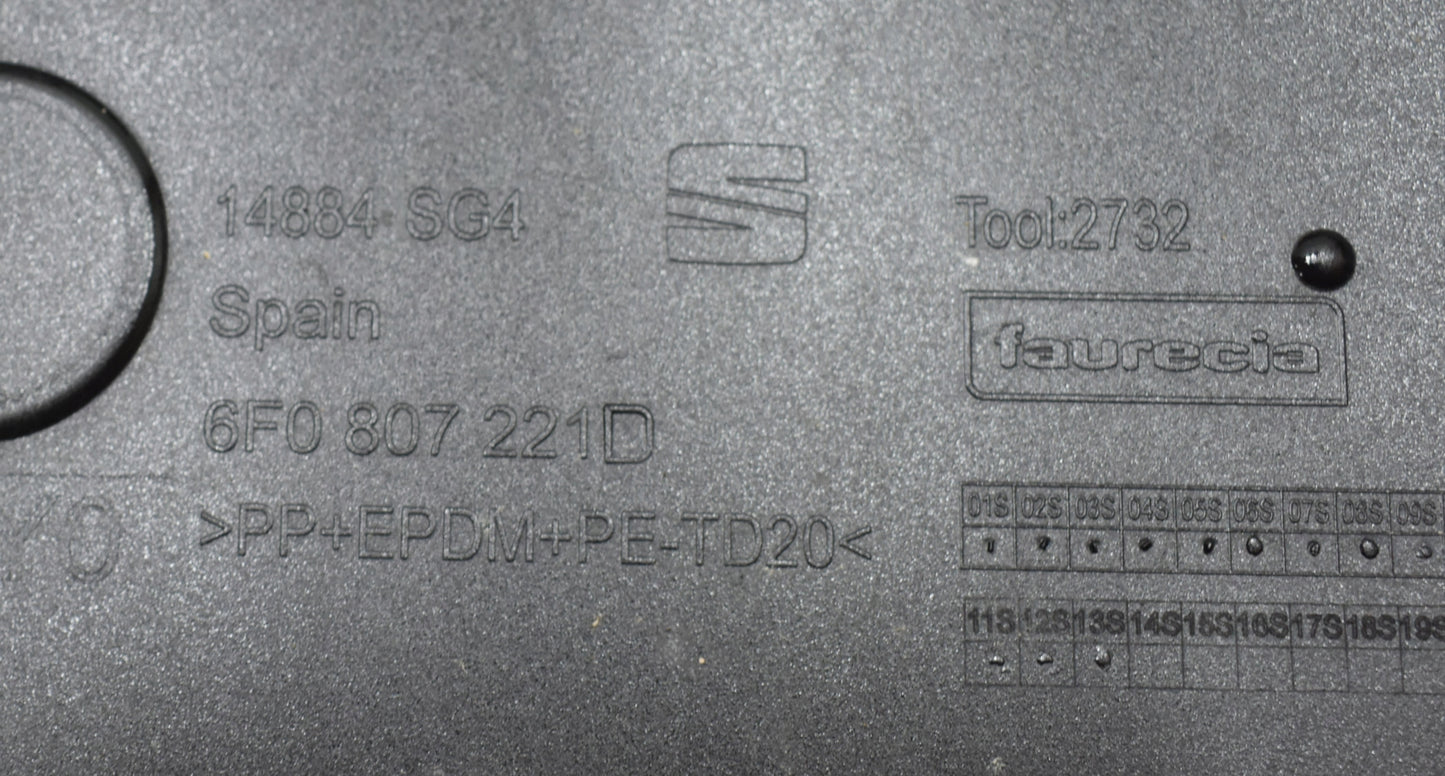 14884 SG4
Tool:2732
Spain
faurecia
6F0 807 221D
>PP+EPDM+PE-TD20<
01S 02S 03S 04S 05S 06S 07S 08S 09S
11S 12S 13S 14S 15S 16S 17S 18S 19S